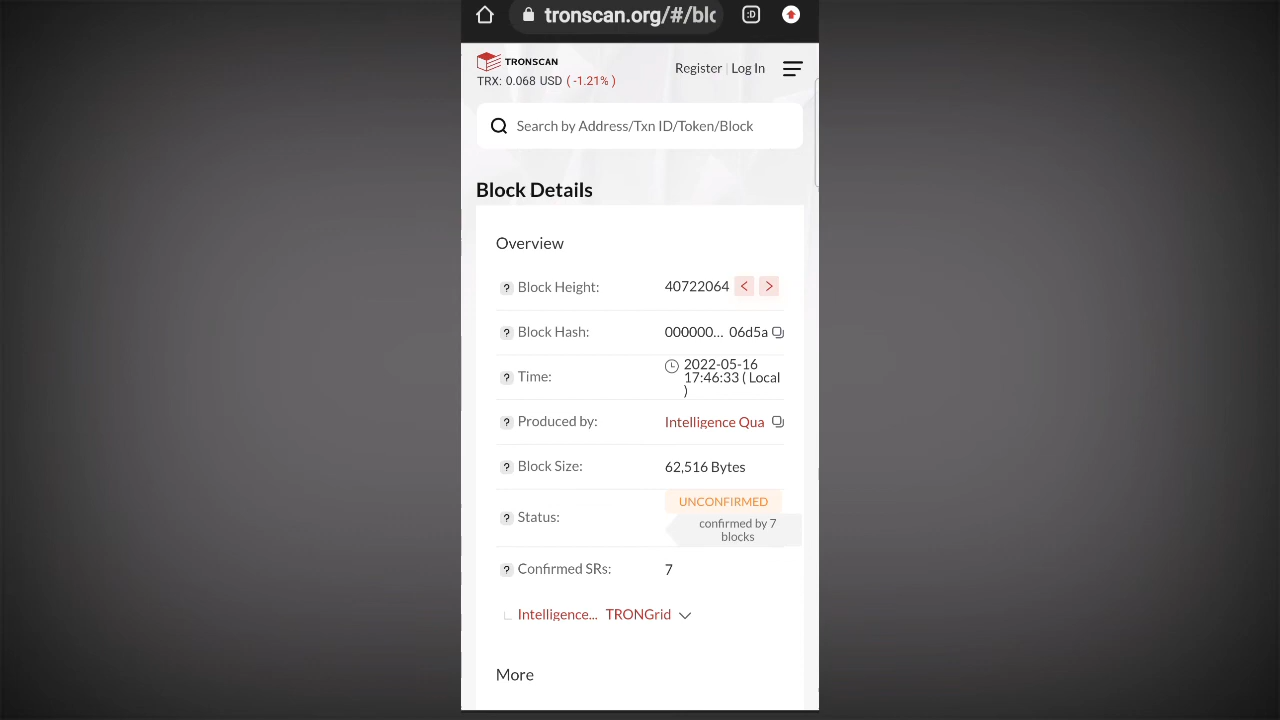 tronscan.org/#/blo
:D
TRONSCAN
TRX: 0.068 USD ( -1.21% )
Register | Log In
Search by Address/Txn ID/Token/Block
Block Details
Overview
? Block Height: 40722064 < >
? Block Hash: 000000... 06d5a
? Time: 2022-05-16
17:46:33 ( Local
)
? Produced by: Intelligence Qua
? Block Size: 62,516 Bytes
? Status: UNCONFIRMED
confirmed by 7
blocks
? Confirmed SRs: 7
Intelligence... TRONGrid
More